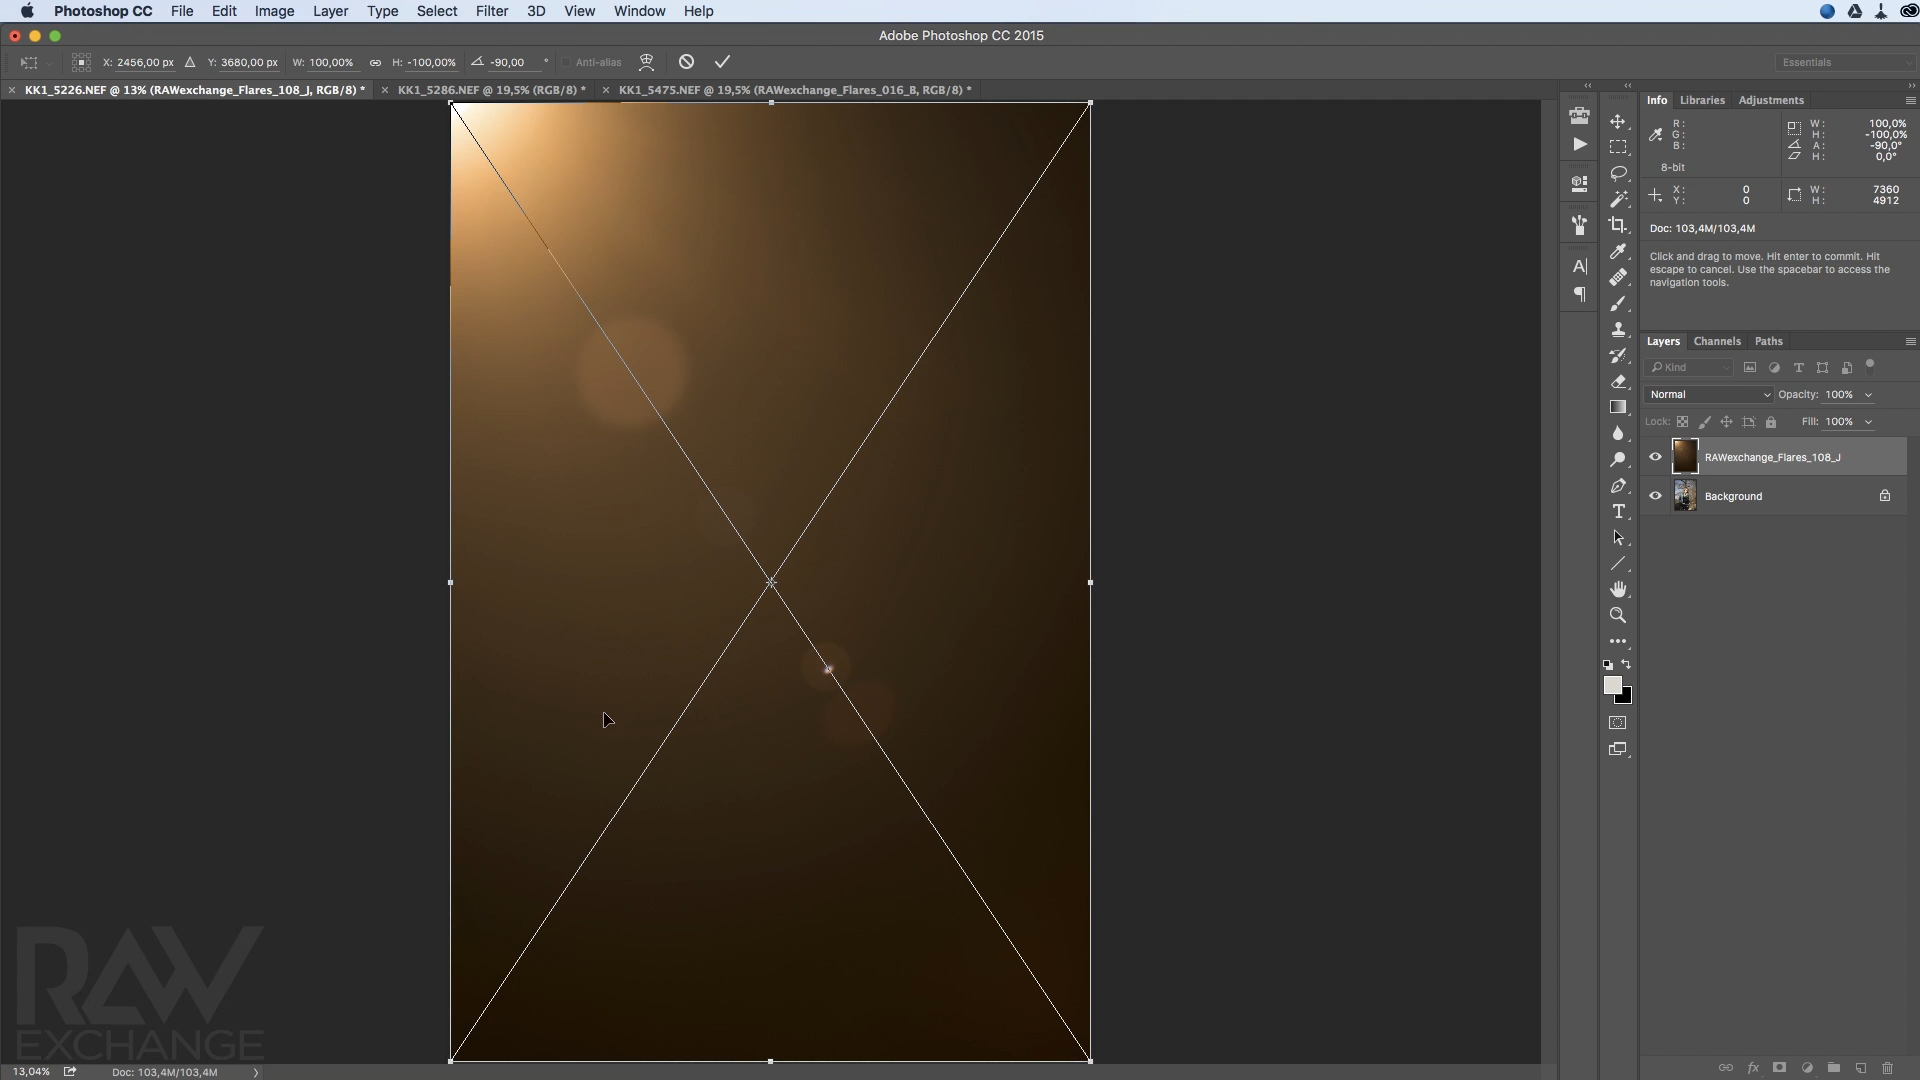 Photoshop CC File Edit Image Layer Type Select Filter 3D View Window Help
Adobe Photoshop CC 2015
X: 2456,00 px Y: 3680,00 px W: 100,00% H: -100,00% -90,00 ° Anti-alias Essentials
KK1_5226.NEF @ 13% (RAWexchange_Flares_108_J, RGB/8) * KK1_5286.NEF @ 19,5% (RGB/8) * KK1_5475.NEF @ 19,5% (RAWexchange_Flares_016_B, RGB/8) *
Info Libraries Adjustments
R: W: 100,0%
G: H: -100,0%
B: A: -90,0°
H: 0,0°
8-bit
X: 0 W: 7360
Y: 0 H: 4912
Doc: 103,4M/103,4M
Click and drag to move. Hit enter to commit. Hit
escape to cancel. Use the spacebar to access the
navigation tools.
Layers Channels Paths
Kind
Normal Opacity: 100%
Lock: Fill: 100%
RAWexchange_Flares_108_J
Background
RAW
EXCHANGE
13,04% Doc: 103,4M/103,4M